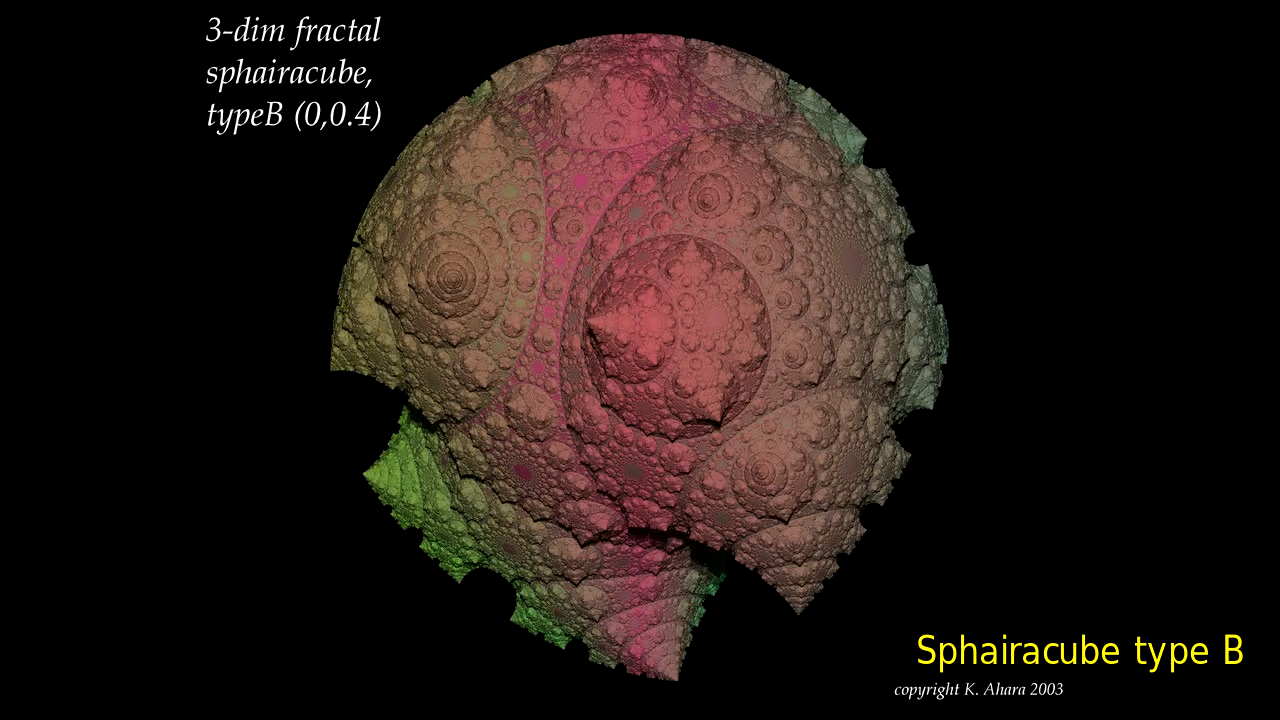 3-dim fractal
sphairacube,
typeB (0,0.4)
Sphairacube type B
copyright K. Ahara 2003